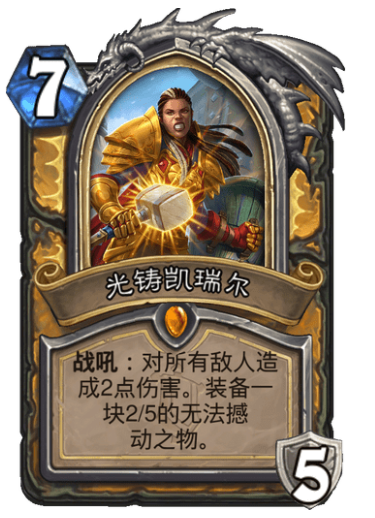 7
光铸凯瑞尔
战吼：对所有敌人造
成2点伤害。装备一
块2/5的无法撼
动之物。
5